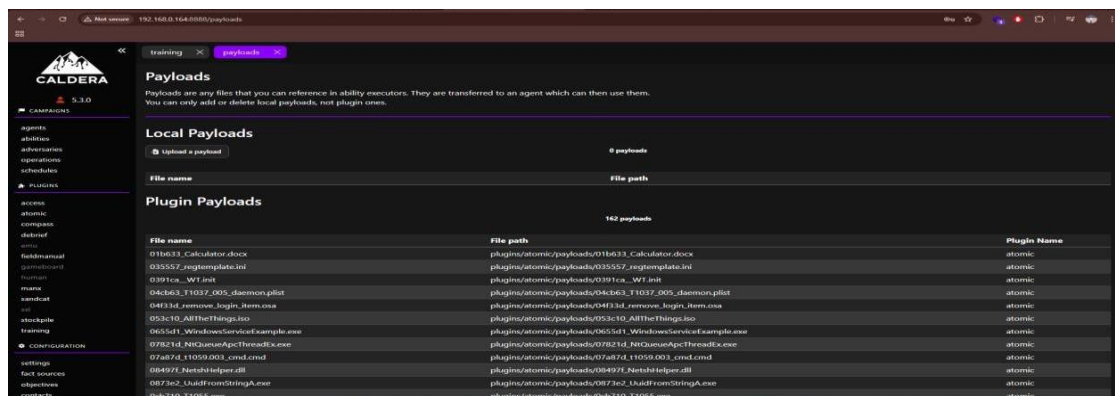 Not secure 192.168.0.164:8888/payloads
CALDERA
5.3.0
CAMPAIGNS
agents
abilities
adversaries
operations
schedules
PLUGINS
access
atomic
compass
debrief
emu
fieldmanual
gameboard
human
manx
sandcat
ssl
stockpile
training
CONFIGURATION
settings
fact sources
objectives
contacts
training
payloads
Payloads
Payloads are any files that you can reference in ability executors. They are transferred to an agent which can then use them.
You can only add or delete local payloads, not plugin ones.
Local Payloads
Upload a payload
0 payloads
File name File path
Plugin Payloads
162 payloads
File name File path Plugin Name
01b633_Calculator.docx plugins/atomic/payloads/01b633_Calculator.docx atomic
035557_regtemplate.ini plugins/atomic/payloads/035557_regtemplate.ini atomic
0391ca__WT.init plugins/atomic/payloads/0391ca__WT.init atomic
04cb63_T1037_005_daemon.plist plugins/atomic/payloads/04cb63_T1037_005_daemon.plist atomic
04f33d_remove_login_item.osa plugins/atomic/payloads/04f33d_remove_login_item.osa atomic
053c10_AllTheThings.iso plugins/atomic/payloads/053c10_AllTheThings.iso atomic
0655d1_WindowsServiceExample.exe plugins/atomic/payloads/0655d1_WindowsServiceExample.exe atomic
07821d_NtQueueApcThreadEx.exe plugins/atomic/payloads/07821d_NtQueueApcThreadEx.exe atomic
07a87d_t1059.003_cmd.cmd plugins/atomic/payloads/07a87d_t1059.003_cmd.cmd atomic
08497f_NetshHelper.dll plugins/atomic/payloads/08497f_NetshHelper.dll atomic
0873e2_UuidFromStringA.exe plugins/atomic/payloads/0873e2_UuidFromStringA.exe atomic